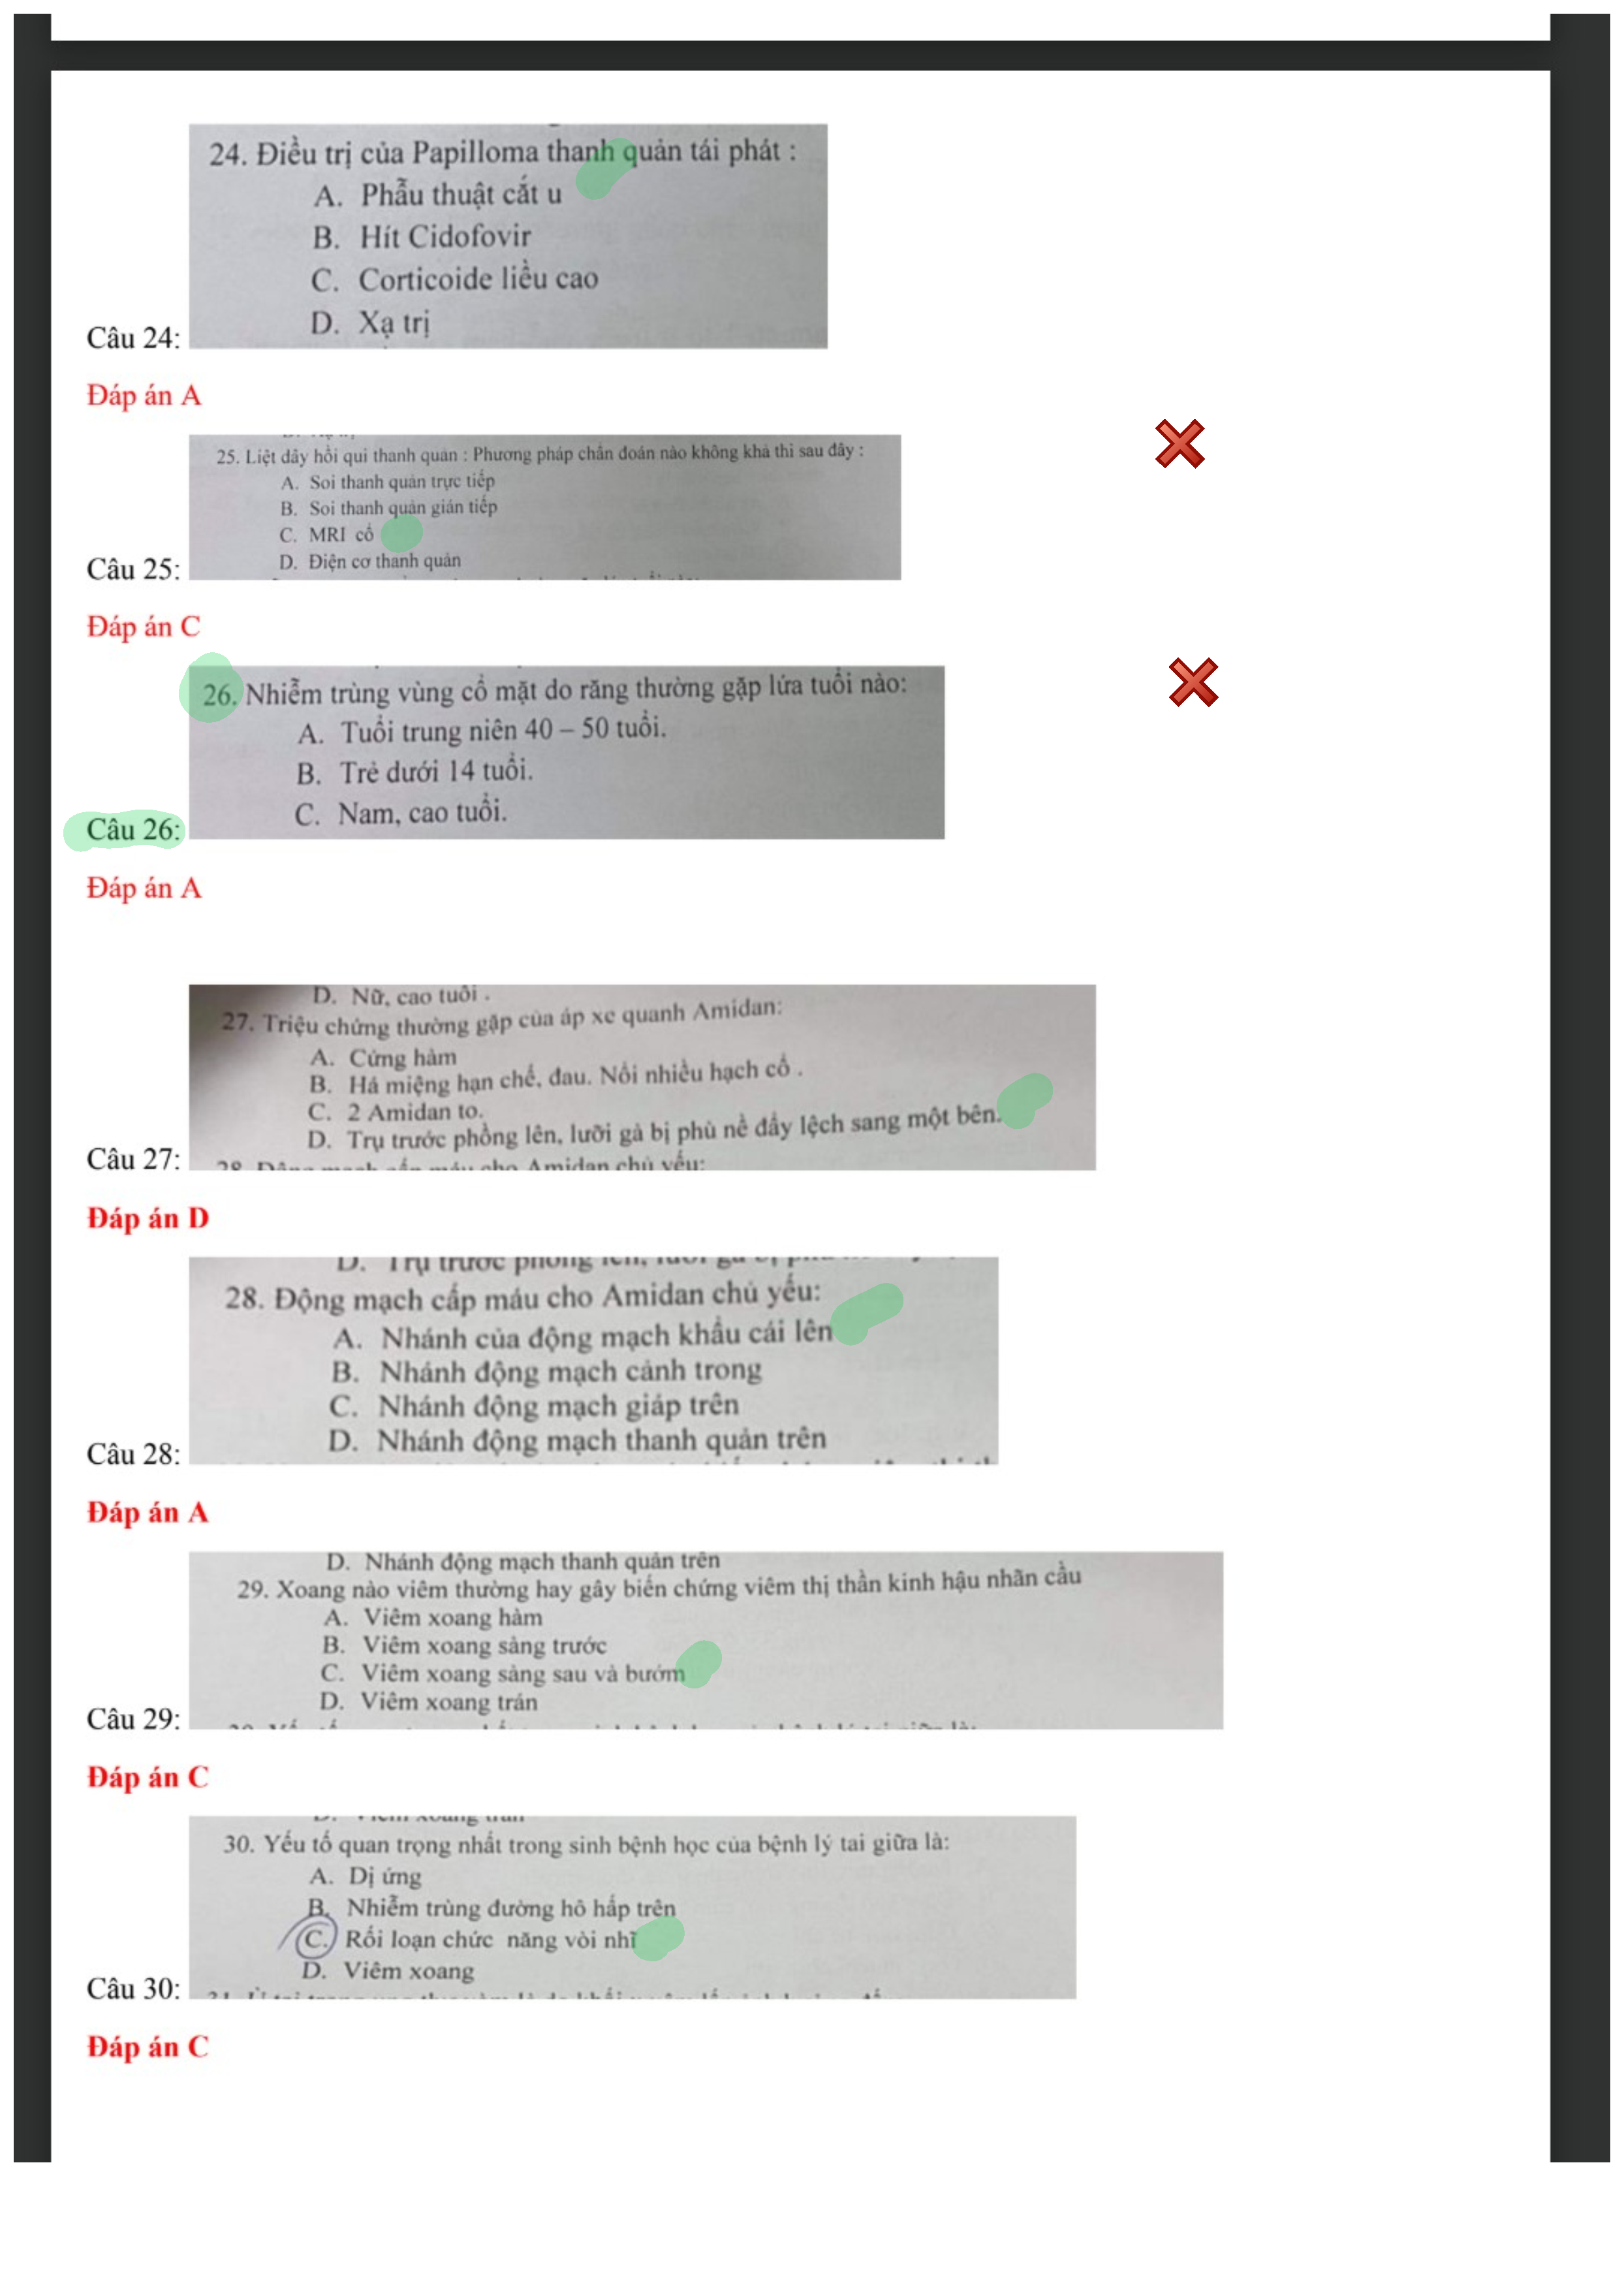 24. Điều trị của Papilloma thanh quản tái phát :
A. Phẫu thuật cắt u
B. Hít Cidofovir
C. Corticoide liều cao
D. Xạ trị
Câu 24:
Đáp án A
25. Liệt dây hồi qui thanh quản : Phương pháp chẩn đoán nào không khả thi sau đây :
A. Soi thanh quản trực tiếp
B. Soi thanh quản gián tiếp
C. MRI cổ
D. Điện cơ thanh quản
Câu 25:
Đáp án C
26. Nhiễm trùng vùng cổ mặt do răng thường gặp lứa tuổi nào:
A. Tuổi trung niên 40 – 50 tuổi.
B. Trẻ dưới 14 tuổi.
C. Nam, cao tuổi.
Câu 26:
Đáp án A
D. Nữ, cao tuổi .
27. Triệu chứng thường gặp của áp xe quanh Amidan:
A. Cứng hàm
B. Há miệng hạn chế, đau. Nổi nhiều hạch cổ .
C. 2 Amidan to.
D. Trụ trước phồng lên, lưỡi gà bị phù nề đẩy lệch sang một bên.
Câu 27:
Đáp án D
28. Động mạch cấp máu cho Amidan chủ yếu:
A. Nhánh của động mạch khẩu cái lên
B. Nhánh động mạch cảnh trong
C. Nhánh động mạch giáp trên
D. Nhánh động mạch thanh quản trên
Câu 28:
Đáp án A
D. Nhánh động mạch thanh quản trên
29. Xoang nào viêm thường hay gây biến chứng viêm thị thần kinh hậu nhãn cầu
A. Viêm xoang hàm
B. Viêm xoang sàng trước
C. Viêm xoang sàng sau và bướm
D. Viêm xoang trán
Câu 29:
Đáp án C
30. Yếu tố quan trọng nhất trong sinh bệnh học của bệnh lý tai giữa là:
A. Dị ứng
B. Nhiễm trùng đường hô hấp trên
C. Rối loạn chức năng vòi nhĩ
D. Viêm xoang
Câu 30:
Đáp án C